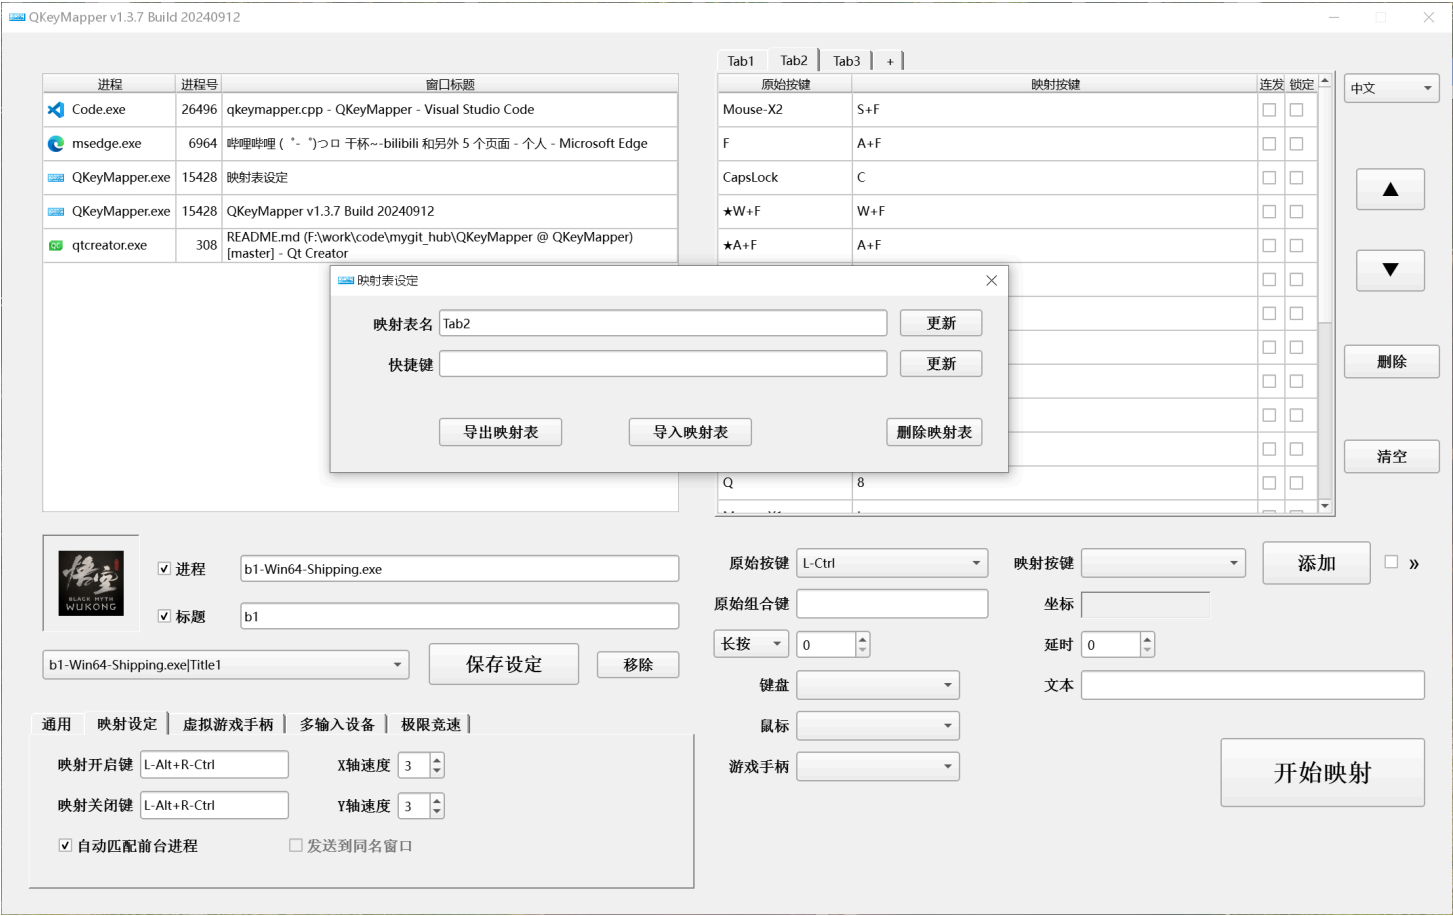 QKeyMapper v1.3.7 Build 20240912
Tab1 Tab2 Tab3 +
进程 进程号 窗口标题
Code.exe 26496 qkeymapper.cpp - QKeyMapper - Visual Studio Code
msedge.exe 6964 哔哩哔哩 (゜-゜)つロ 干杯~-bilibili 和另外 5 个页面 - 个人 - Microsoft Edge
QKeyMapper.exe 15428 映射表设定
QKeyMapper.exe 15428 QKeyMapper v1.3.7 Build 20240912
qtcreator.exe 308 README.md (F:\work\code\mygit_hub\QKeyMapper @ QKeyMapper)
[master] - Qt Creator
原始按键 映射按键 连发 锁定
Mouse-X2 S+F
F A+F
CapsLock C
★W+F W+F
★A+F A+F
Q 8
中文
▲
▼
删除
清空
映射表设定
映射表名 Tab2 更新
快捷键 更新
导出映射表 导入映射表 删除映射表
悟空
BLACK MYTH
WUKONG
进程 b1-Win64-Shipping.exe
标题 b1
b1-Win64-Shipping.exe|Title1 保存设定 移除
通用 映射设定 虚拟游戏手柄 多输入设备 极限竞速
映射开启键 L-Alt+R-Ctrl X轴速度 3
映射关闭键 L-Alt+R-Ctrl Y轴速度 3
自动匹配前台进程 发送到同名窗口
原始按键 L-Ctrl 映射按键 添加 »
原始组合键 坐标
长按 0 延时 0
键盘 文本
鼠标
游戏手柄
开始映射